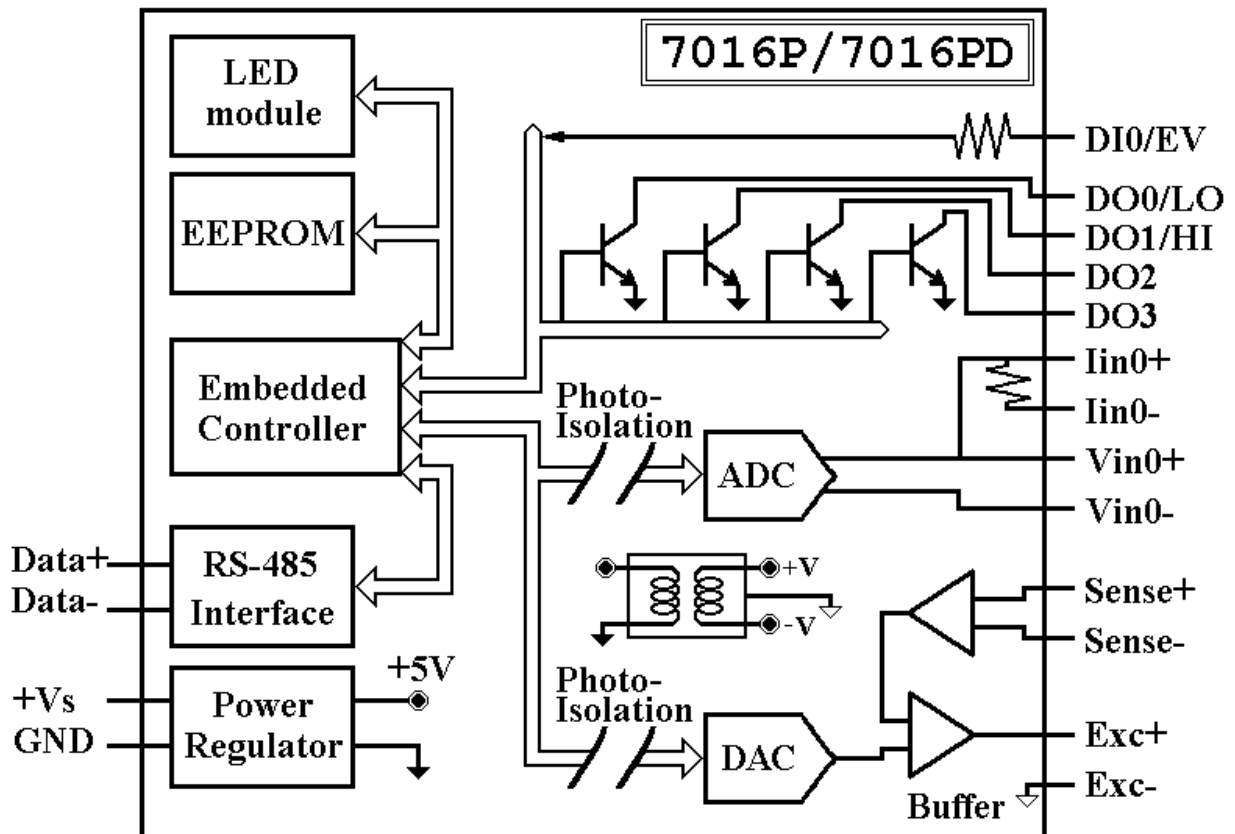 7016P/7016PD
LED
module
EEPROM
Embedded
Controller
RS-485
Interface
Power
Regulator
Data+
Data-
+Vs
GND
+5V
DI0/EV
DO0/LO
DO1/HI
DO2
DO3
Iin0+
Iin0-
Vin0+
Vin0-
Photo-
Isolation
ADC
+V
-V
Sense+
Sense-
Photo-
Isolation
DAC
Buffer
Exc+
Exc-